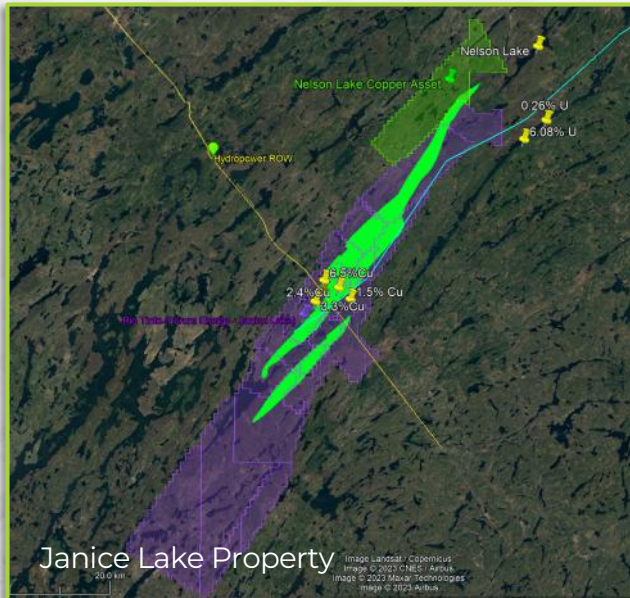 Nelson Lake
Nelson Lake Copper Asset
0.26% U
6.08% U
Hydropower ROW
6.5%Cu
2.4%Cu
1.5% Cu
3.3%Cu
Janice Lake Property
20.0 km
Image Landsat / Copernicus
Image © 2023 CNES / Airbus
Image © 2023 Maxar Technologies
Image © 2023 Airbus